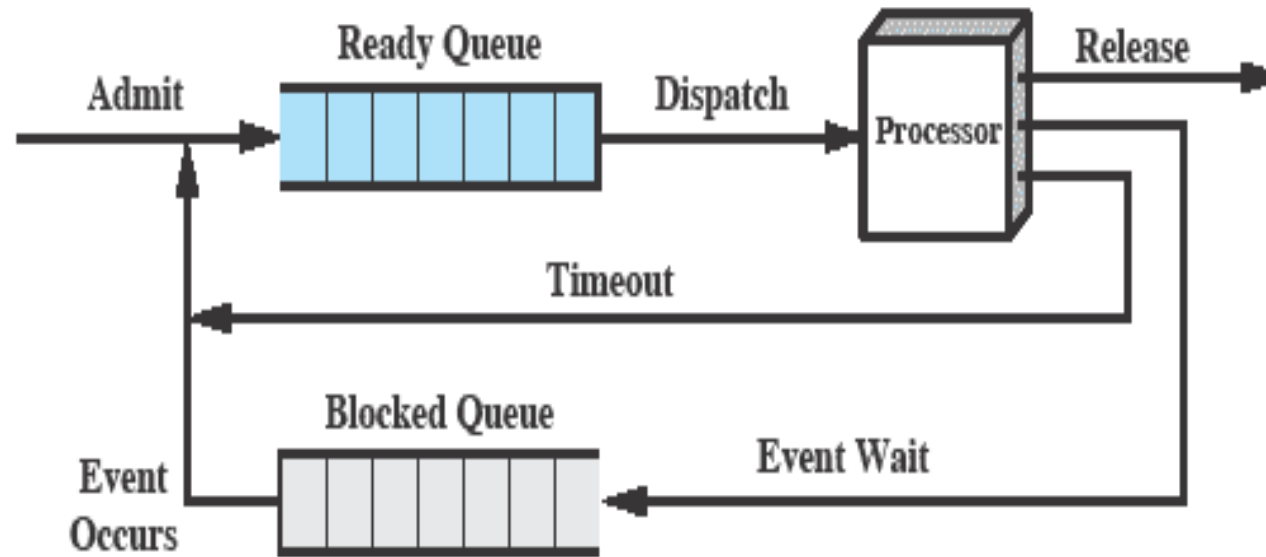 Ready Queue
Release
Admit
Dispatch
Processor
Timeout
Blocked Queue
Event Wait
Event
Occurs